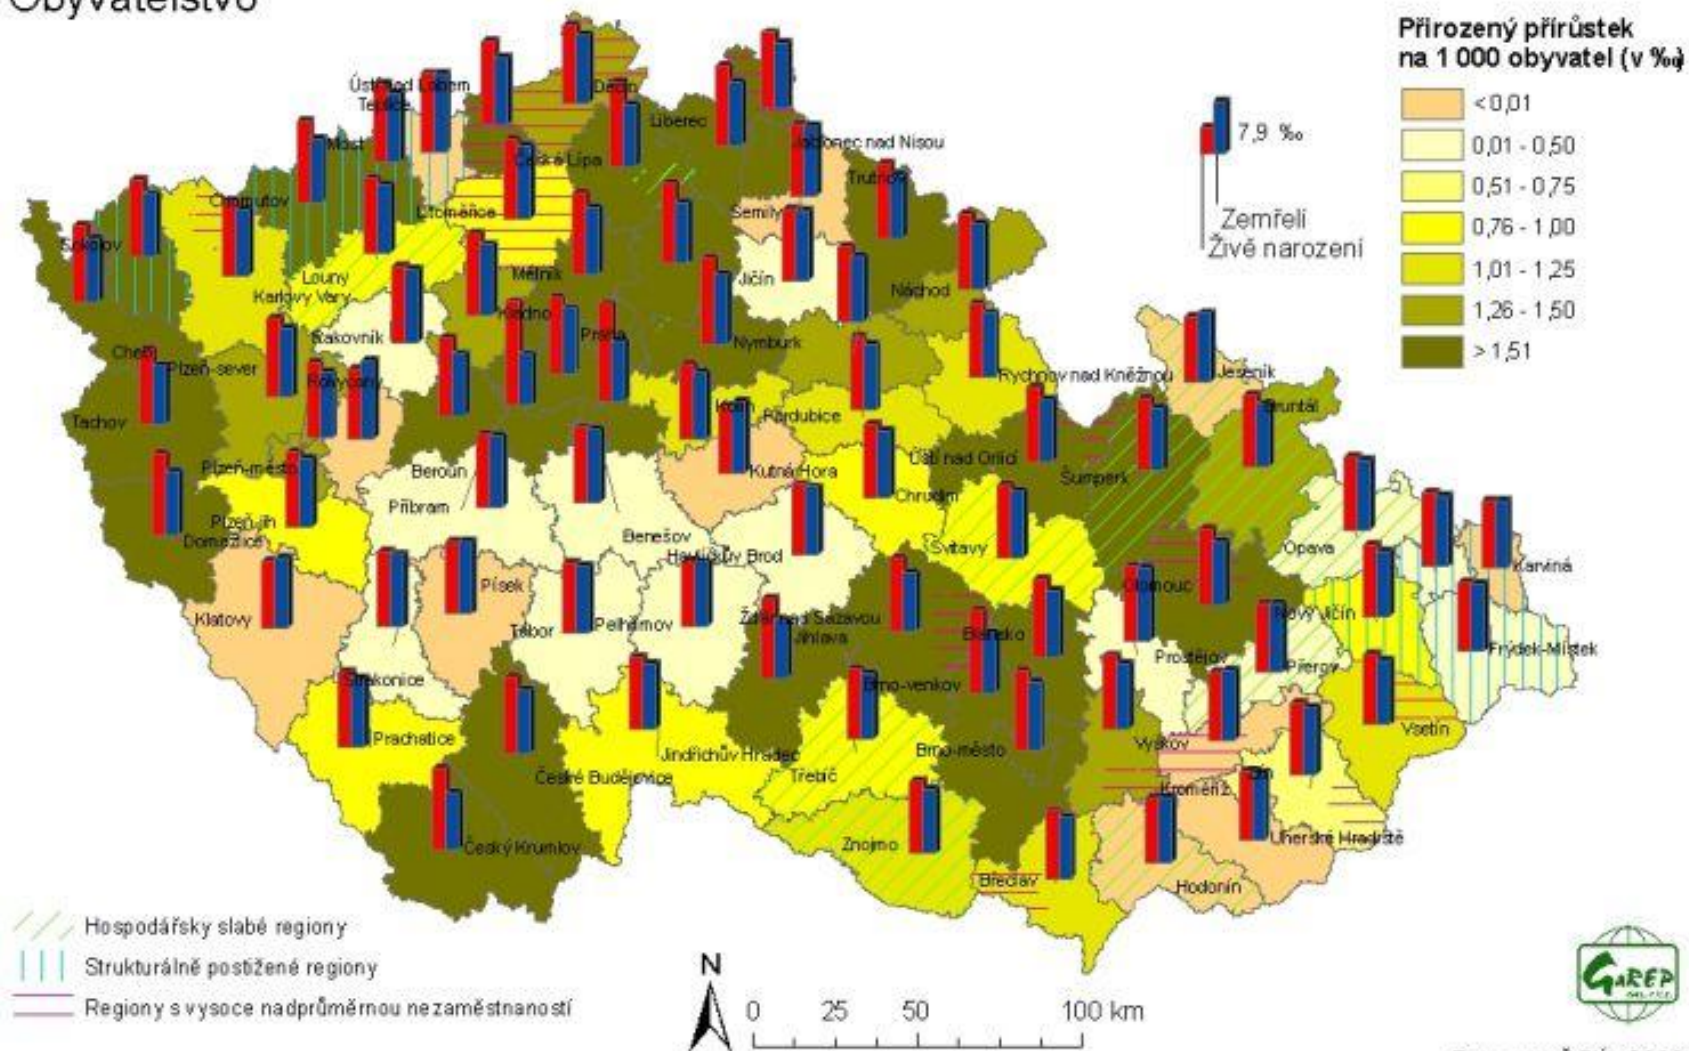 Obyvatelstvo
Přirozený přírůstek
na 1 000 obyvatel (v ‰)
< 0,01
0,01 - 0,50
0,51 - 0,75
0,76 - 1,00
1,01 - 1,25
1,26 - 1,50
> 1,51
7,9 ‰
Zemřelí
Živě narození
Ústí nad Labem
Teplice
Děčín
Liberec
Most
Česká Lípa
Jablonec nad Nisou
Trutnov
Chomutov
Litoměřice
Semily
Sokolov
Louny
Karlovy Vary
Mělník
Jičín
Náchod
Kladno
Praha
Rakovník
Nymburk
Cheb
Plzeň-sever
Rokycany
Rychnov nad Kněžnou
Jeseník
Bruntál
Kolín
Pardubice
Tachov
Plzeň-město
Beroun
Kutná Hora
Ústí nad Orlicí
Šumperk
Chrudim
Příbram
Plzeň-jih
Domažlice
Benešov
Havlíčkův Brod
Svitavy
Opava
Karviná
Olomouc
Písek
Klatovy
Tábor
Pelhřimov
Žďár nad Sázavou
Jihlava
Blansko
Nový Jičín
Frýdek-Místek
Prostějov
Přerov
Strakonice
Brno-venkov
Prachatice
Jindřichův Hradec
Brno-město
Vyškov
Vsetín
České Budějovice
Třebíč
Zlín
Kroměříž
Český Krumlov
Znojmo
Uherské Hradiště
Břeclav
Hodonín
Hospodářsky slabé regiony
Strukturálně postižené regiony
Regiony s vysoce nadprůměrnou nezaměstnaností
N
0 25 50 100 km
GaREP